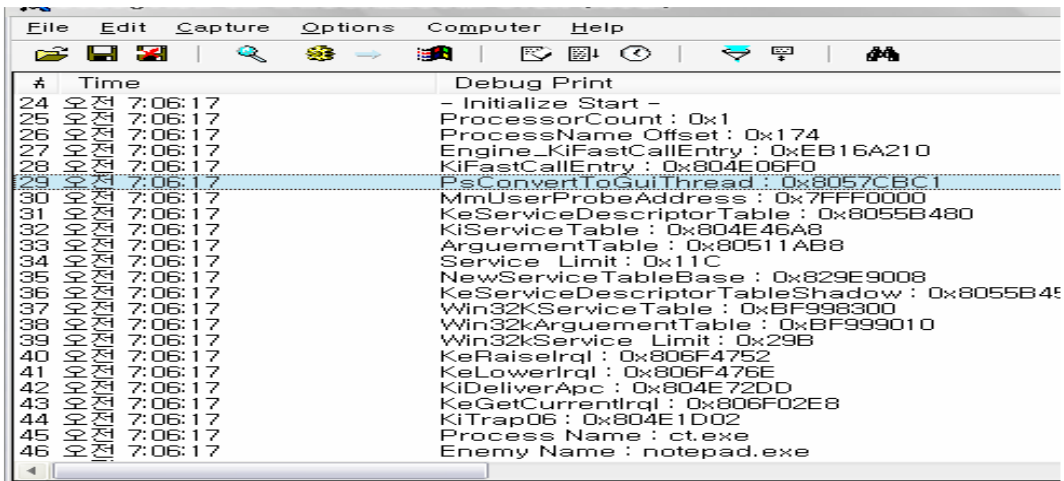 File Edit Capture Options Computer Help
# Time Debug Print
24 오전 7:06:17 - Initialize Start -
25 오전 7:06:17 ProcessorCount : 0x1
26 오전 7:06:17 ProcessName Offset : 0x174
27 오전 7:06:17 Engine_KiFastCallEntry : 0xEB16A210
28 오전 7:06:17 KiFastCallEntry : 0x804E06F0
29 오전 7:06:17 PsConvertToGuiThread : 0x8057CBC1
30 오전 7:06:17 MmUserProbeAddress : 0x7FFF0000
31 오전 7:06:17 KeServiceDescriptorTable : 0x8055B480
32 오전 7:06:17 KiServiceTable : 0x804E46A8
33 오전 7:06:17 ArguementTable : 0x80511AB8
34 오전 7:06:17 Service Limit : 0x11C
35 오전 7:06:17 NewServiceTableBase : 0x829E9008
36 오전 7:06:17 KeServiceDescriptorTableShadow : 0x8055B45
37 오전 7:06:17 Win32KServiceTable : 0xBF998300
38 오전 7:06:17 Win32kArguementTable : 0xBF999010
39 오전 7:06:17 Win32kService Limit : 0x29B
40 오전 7:06:17 KeRaiseIrql : 0x806F4752
41 오전 7:06:17 KeLowerIrql : 0x806F476E
42 오전 7:06:17 KiDeliverApc : 0x804E72DD
43 오전 7:06:17 KeGetCurrentIrql : 0x806F02E8
44 오전 7:06:17 KiTrap06 : 0x804E1D02
45 오전 7:06:17 Process Name : ct.exe
46 오전 7:06:17 Enemy Name : notepad.exe